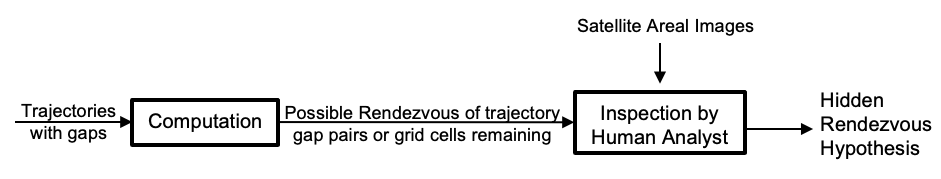 Satellite Areal Images
Trajectories
with gaps
Computation
Possible Rendezvous of trajectory
gap pairs or grid cells remaining
Inspection by
Human Analyst
Hidden
Rendezvous
Hypothesis